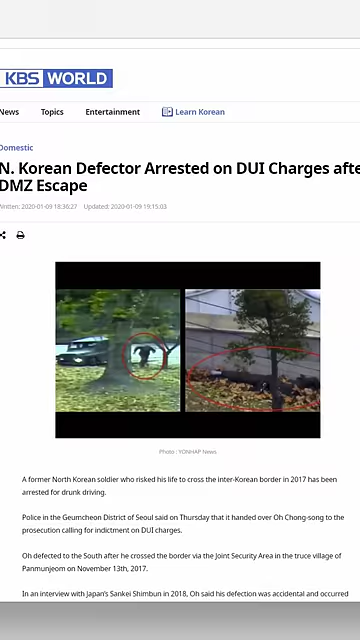 KBS WORLD
News Topics Entertainment Learn Korean
Domestic
N. Korean Defector Arrested on DUI Charges afte
DMZ Escape
Written: 2020-01-09 18:36:27 Updated: 2020-01-09 19:15:03
Photo : YONHAP News
A former North Korean soldier who risked his life to cross the inter-Korean border in 2017 has been
arrested for drunk driving.
Police in the Geumcheon District of Seoul said on Thursday that it handed over Oh Chong-song to the
prosecution calling for indictment on DUI charges.
Oh defected to the South after he crossed the border via the Joint Security Area in the truce village of
Panmunjeom on November 13th, 2017.
In an interview with Japan's Sankei Shimbun in 2018, Oh said his defection was accidental and occurred